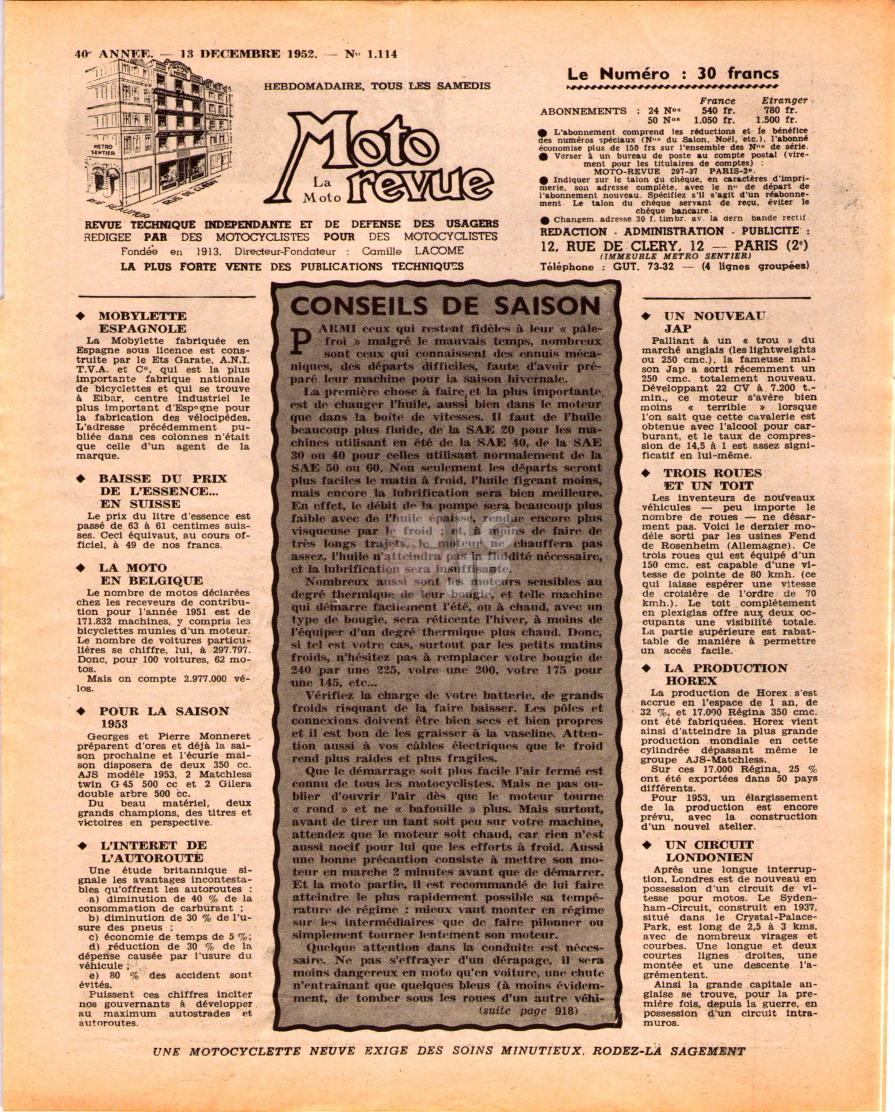 40e ANNEE. — 13 DECEMBRE 1952. — No 1.114
METRO
SENTIER
RUE DE CLERY
HEBDOMADAIRE, TOUS LES SAMEDIS
La Moto
Moto
revue
REVUE TECHNIQUE INDEPENDANTE ET DE DEFENSE DES USAGERS
REDIGEE PAR DES MOTOCYCLISTES POUR DES MOTOCYCLISTES
Fondée en 1913, Directeur-Fondateur : Camille LACOME
LA PLUS FORTE VENTE DES PUBLICATIONS TECHNIQUES
Le Numéro : 30 francs
France Etranger
ABONNEMENTS : 24 Nos 540 fr. 780 fr.
50 Nos 1.050 fr. 1.500 fr.
● L'abonnement comprend les réductions et le bénéfice
des numéros spéciaux (Nos du Salon, Noël, etc.), l'abonné
économise plus de 150 frs sur l'ensemble des Nos de série.
● Verser à un bureau de poste au compte postal (vire-
ment pour les titulaires de comptes) :
MOTO-REVUE 297-37 PARIS-2e.
● Indiquer sur le talon du chèque, en caractères d'impri-
merie, son adresse complète, avec le no de départ de
l'abonnement nouveau. Spécifiez s'il s'agit d'un réabonne-
ment Le talon du chèque servant de reçu, éviter le
chèque bancaire.
● Changem. adresse 30 f. timbr. av. la dern bande rectif
REDACTION - ADMINISTRATION - PUBLICITE :
12, RUE DE CLERY, 12 — PARIS (2e)
(IMMEUBLE METRO SENTIER)
Téléphone : GUT. 73-32 — (4 lignes groupées)
◆ MOBYLETTE
ESPAGNOLE
La Mobylette fabriquée en
Espagne sous licence est cons-
truite par le Ets Garate, A.N.I.
T.V.A. et Co, qui est la plus
importante fabrique nationale
de bicyclettes et qui se trouve
à Eibar, centre industriel le
plus important d'Espagne pour
la fabrication des vélocipédes.
L'adresse précédemment pu-
bliée dans ces colonnes n'était
que celle d'un agent de la
marque.
◆ BAISSE DU PRIX
DE L'ESSENCE...
EN SUISSE
Le prix du litre d'essence est
passé de 63 à 61 centimes suis-
ses. Ceci équivaut, au cours of-
ficiel, à 49 de nos francs.
◆ LA MOTO
EN BELGIQUE
Le nombre de motos déclarées
chez les receveurs de contribu-
tion pour l'année 1951 est de
171.832 machines, y compris les
bicyclettes munies d'un moteur.
Le nombre de voitures particu-
lières se chiffre, lui, à 297.797.
Donc, pour 100 voitures, 62 mo-
tos.
Mais on compte 2.977.000 vé-
los.
◆ POUR LA SAISON
1953
Georges et Pierre Monneret
préparent d'ores et déjà la sai-
son prochaine et l'écurie mai-
son disposera de deux 350 cc.
AJS modèle 1953, 2 Matchless
twin G 45 500 cc et 2 Gilera
double arbre 500 cc.
Du beau matériel, deux
grands champions, des titres et
victoires en perspective.
◆ L'INTERET DE
L'AUTOROUTE
Une étude britannique si-
gnale les avantages incontesta-
bles qu'offrent les autoroutes :
a) diminution de 40 % de la
consommation de carburant ;
b) diminution de 30 % de l'u-
sure des pneus ;
c) économie de temps de 5 %;
d) réduction de 30 % de la
dépense causée par l'usure du
véhicule ;
e) 80 % des accident sont
évités.
Puissent ces chiffres inciter
nos gouvernants à développer
au maximum autostrades et
autoroutes.
CONSEILS DE SAISON
PARMI ceux qui restent fidèles à leur « pale-
froi » malgré le mauvais temps, nombreux
sont ceux qui connaissent des ennuis méca-
niques, des départs difficiles, faute d'avoir pré-
paré leur machine pour la saison hivernale.
La première chose à faire, et la plus importante,
est de changer l'huile, aussi bien dans le moteur
que dans la boîte de vitesses. Il faut de l'huile
beaucoup plus fluide, de la SAE 20 pour les ma-
chines utilisant en été de la SAE 40, de la SAE
30 ou 40 pour celles utilisant normalement de la
SAE 50 ou 60. Non seulement les départs seront
plus faciles le matin à froid, l'huile figeant moins,
mais encore la lubrification sera bien meilleure.
En effet, le débit de la pompe sera beaucoup plus
faible avec de l'huile épaisse, rendue encore plus
visqueuse par le froid ; et, à moins de faire de
très longs trajets, le moteur ne chauffera pas
assez, l'huile n'atteindra pas la fluidité nécessaire,
et la lubrification sera insuffisante.
Nombreux aussi sont les moteurs sensibles au
degré thermique de leur bougie, et telle machine
qui démarre facilement l'été, ou à chaud, avec un
type de bougie, sera réticente l'hiver, à moins de
l'équiper d'un degré thermique plus chaud. Donc,
si tel est votre cas, surtout par les petits matins
froids, n'hésitez pas à remplacer votre bougie de
240 par une 225, voire une 200, votre 175 pour
une 145, etc...
Vérifiez la charge de votre batterie, de grands
froids risquant de la faire baisser. Les pôles et
connexions doivent être bien secs et bien propres
et il est bon de les graisser à la vaseline. Atten-
tion aussi à vos câbles électriques que le froid
rend plus raides et plus fragiles.
Que le démarrage soit plus facile l'air fermé est
connu de tous les motocyclistes. Mais ne pas ou-
blier d'ouvrir l'air dès que le moteur tourne
« rond » et ne « bafouille » plus. Mais surtout,
avant de tirer un tant soit peu sur votre machine,
attendez que le moteur soit chaud, car rien n'est
aussi nocif pour lui que les efforts à froid. Aussi
une bonne précaution consiste à mettre son mo-
teur en marche 2 minutes avant que de démarrer.
Et la moto partie, il est recommandé de lui faire
atteindre le plus rapidement possible sa tempé-
rature de régime : mieux vaut monter en régime
sur les intermédiaires que de faire pilonner ou
simplement tourner lentement son moteur.
Quelque attention dans la conduite est néces-
saire. Ne pas s'effrayer d'un dérapage, il sera
moins dangereux en moto qu'en voiture, une chute
n'entraînant que quelques bleus (à moins évidem-
ment, de tomber sous les roues d'un autre véhi-
(suite page 918)
◆ UN NOUVEAU
JAP
Palliant à un « trou » du
marché anglais (les lightweights
ou 250 cmc.), la fameuse mai-
son Jap a sorti récemment un
250 cmc. totalement nouveau.
Développant 22 CV à 7.200 t.-
min., ce moteur s'avère bien
moins « terrible » lorsque
l'on sait que cette cavalerie est
obtenue avec l'alcool pour car-
burant, et le taux de compres-
sion de 14,5 à 1 est assez signi-
ficatif en lui-même.
◆ TROIS ROUES
ET UN TOIT
Les inventeurs de nouveaux
véhicules — peu importe le
nombre de roues — ne désar-
ment pas. Voici le dernier mo-
dèle sorti par les usines Fend
de Rosenheim (Allemagne). Ce
trois roues qui est équipé d'un
150 cmc. est capable d'une vi-
tesse de pointe de 80 kmh. (ce
qui laisse espérer une vitesse
de croisière de l'ordre de 70
kmh.). Le toit complètement
en plexiglas offre aux deux oc-
cupants une visibilité totale.
La partie supérieure est rabat-
table de manière à permettre
un accès facile.
◆ LA PRODUCTION
HOREX
La production de Horex s'est
accrue en l'espace de 1 an, de
32 %, et 17.000 Régina 350 cmc.
ont été fabriquées. Horex vient
ainsi d'atteindre la plus grande
production mondiale en cette
cylindrée dépassant même le
groupe AJS-Matchless.
Sur ces 17.000 Régina, 25 %
ont été exportées dans 50 pays
différents.
Pour 1953, un élargissement
de la production est encore
prévu, avec la construction
d'un nouvel atelier.
◆ UN CIRCUIT
LONDONIEN
Après une longue interrup-
tion, Londres est de nouveau en
possession d'un circuit de vi-
tesse pour motos. Le Syden-
ham-Circuit, construit en 1937,
situé dans le Crystal-Palace-
Park, est long de 2,5 à 3 kms,
avec de nombreux virages et
courbes. Une longue et deux
courtes lignes droites, une
montée et une descente l'a-
grémentent.
Ainsi la grande capitale an-
glaise se trouve, pour la pre-
mière fois, depuis la guerre, en
possession d'un circuit intra-
muros.
UNE MOTOCYCLETTE NEUVE EXIGE DES SOINS MINUTIEUX. RODEZ-LA SAGEMENT